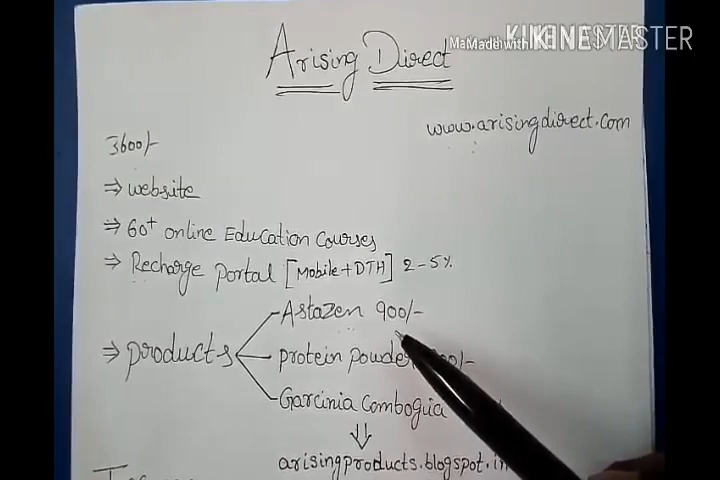 Arising Direct
Made with KINEMASTER
www.arisingdirect.com
3600/-
⇒ website
⇒ 60+ online Education Courses
⇒ Recharge Portal [Mobile+DTH] 2-5%
Astazen 900/-
⇒ products
protein powder
Garcinia Combogia
arisingproducts.blogspot.in